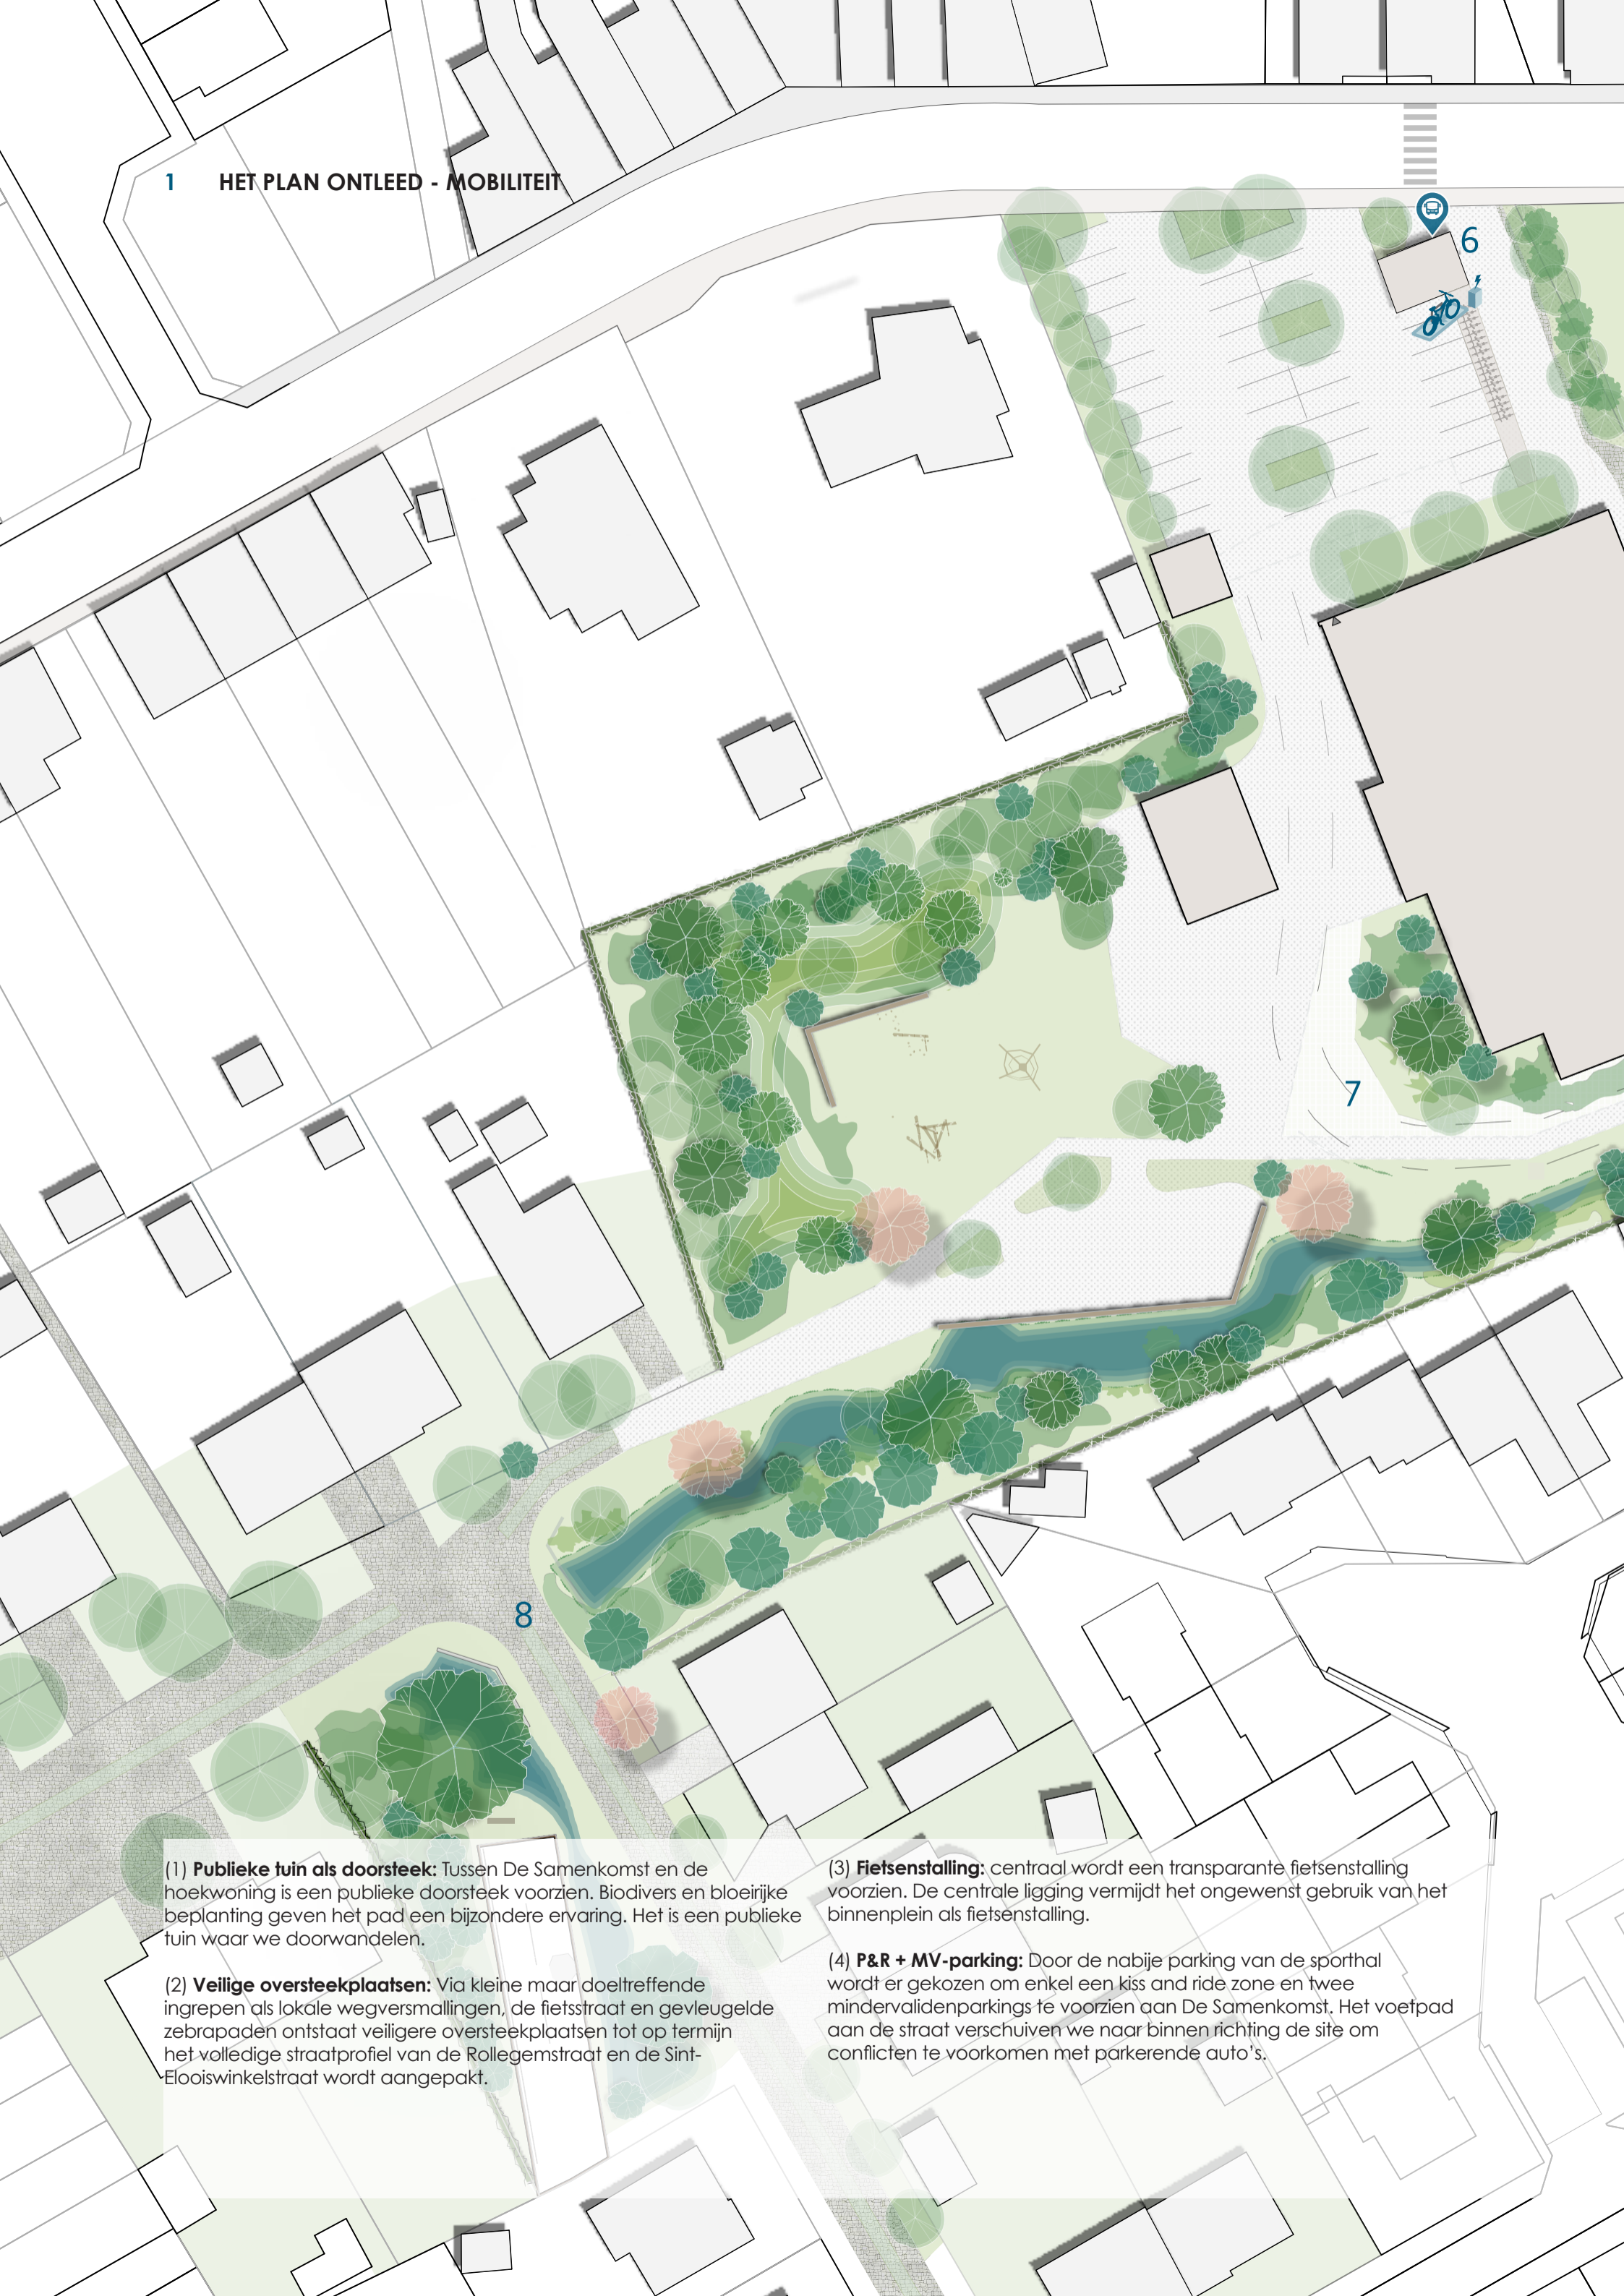 1 HET PLAN ONTLEED - MOBILITEIT
6
7
8
(1) Publieke tuin als doorsteek: Tussen De Samenkomst en de
hoekwoning is een publieke doorsteek voorzien. Biodivers en bloeirijke
beplanting geven het pad een bijzondere ervaring. Het is een publieke
tuin waar we doorwandelen.
(2) Veilige oversteekplaatsen: Via kleine maar doeltreffende
ingrepen als lokale wegversmallingen, de fietsstraat en gevleugelde
zebrapaden ontstaat veiligere oversteekplaatsen tot op termijn
het volledige straatprofiel van de Rollegemstraat en de Sint-
Elooiswinkelstraat wordt aangepakt.
(3) Fietsenstalling: centraal wordt een transparante fietsenstalling
voorzien. De centrale ligging vermijdt het ongewenst gebruik van het
binnenplein als fietsenstalling.
(4) P&R + MV-parking: Door de nabije parking van de sporthal
wordt er gekozen om enkel een kiss and ride zone en twee
mindervalidenparkings te voorzien aan De Samenkomst. Het voetpad
aan de straat verschuiven we naar binnen richting de site om
conflicten te voorkomen met parkerende auto's.